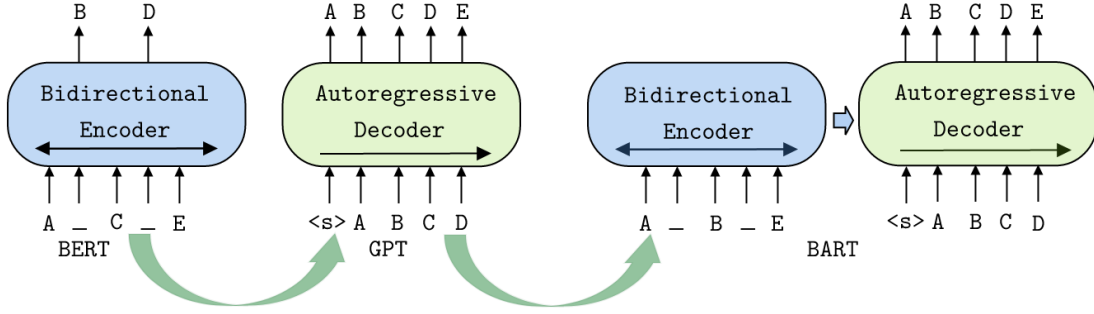 B D
A B C D E
A B C D E
Bidirectional
Encoder
Autoregressive
Decoder
Bidirectional
Encoder
Autoregressive
Decoder
A _ C _ E
<s> A B C D
A _ B _ E
<s> A B C D
BERT
GPT
BART